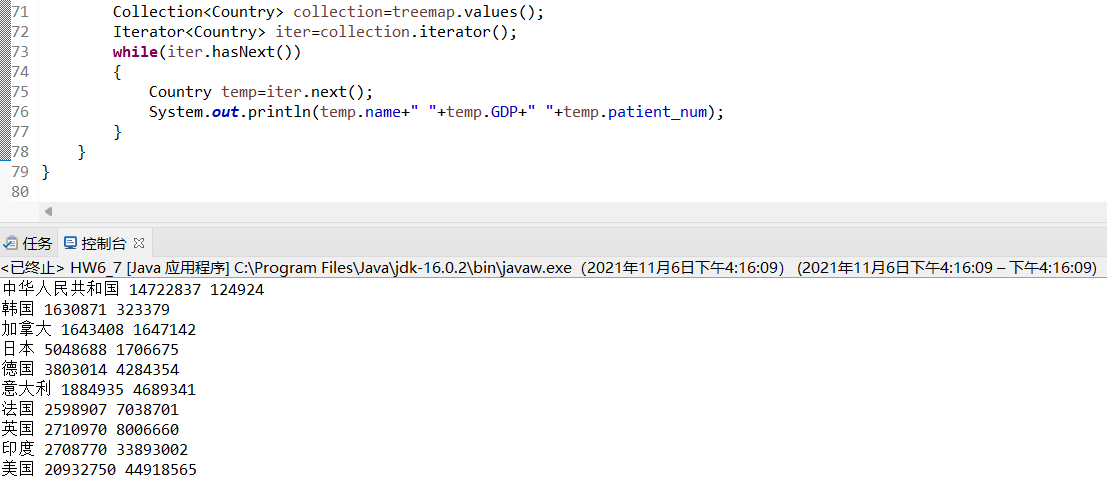 71 Collection<Country> collection=treemap.values();
72 Iterator<Country> iter=collection.iterator();
73 while(iter.hasNext())
74 {
75 Country temp=iter.next();
76 System.out.println(temp.name+" "+temp.GDP+" "+temp.patient_num);
77 }
78 }
79 }
80
任务 控制台
<已终止> HW6_7 [Java 应用程序] C:\Program Files\Java\jdk-16.0.2\bin\javaw.exe (2021年11月6日下午4:16:09) (2021年11月6日下午4:16:09 – 下午4:16:09)
中华人民共和国 14722837 124924
韩国 1630871 323379
加拿大 1643408 1647142
日本 5048688 1706675
德国 3803014 4284354
意大利 1884935 4689341
法国 2598907 7038701
英国 2710970 8006660
印度 2708770 33893002
美国 20932750 44918565